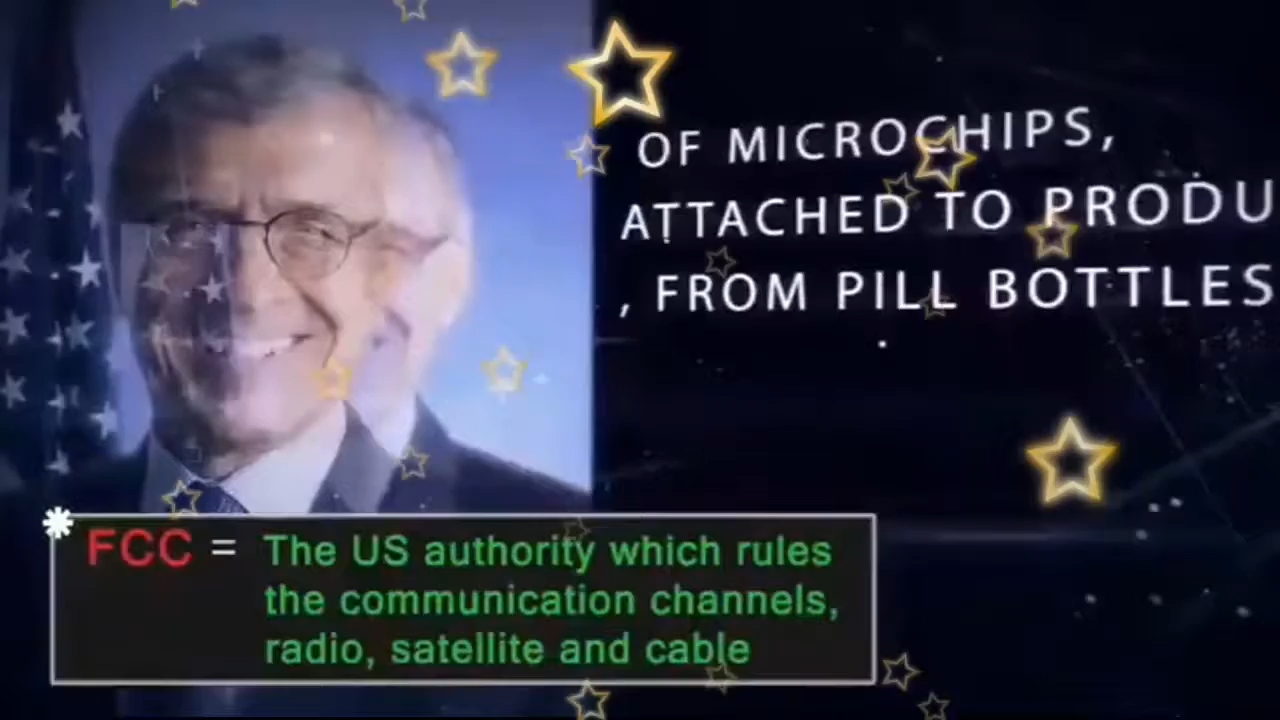 OF MICROCHIPS,
ATTACHED TO PRODU
, FROM PILL BOTTLES
* FCC = The US authority which rules
the communication channels,
radio, satellite and cable